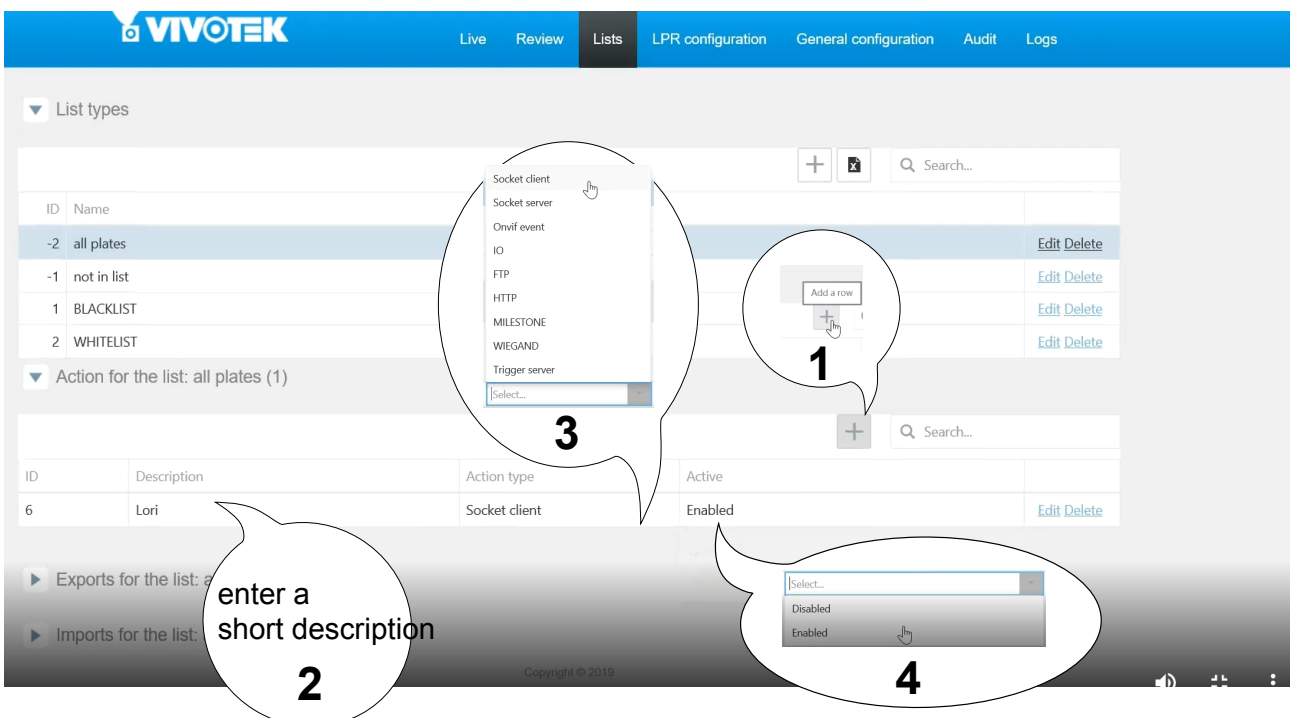 VIVOTEK
Live Review Lists LPR configuration General configuration Audit Logs
List types
Search...
ID Name
-2 all plates Edit Delete
-1 not in list Edit Delete
1 BLACKLIST Edit Delete
2 WHITELIST Edit Delete
Socket client
Socket server
Onvif event
IO
FTP
HTTP
MILESTONE
WIEGAND
Trigger server
Select...
3
Add a row
1
Action for the list: all plates (1)
Search...
ID Description Action type Active
6 Lori Socket client Enabled Edit Delete
Exports for the list: a
Imports for the list:
enter a
short description
2
Select...
Disabled
Enabled
4
Copyright © 2019